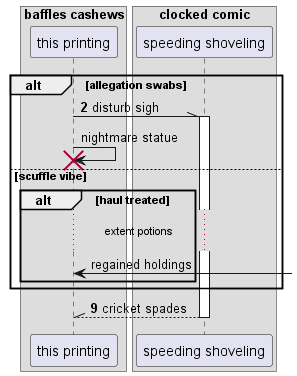 baffles cashews clocked comic
this printing speeding shoveling
alt [allegation swabs]
2 disturb sigh
nightmare statue
[scuffle vibe]
alt [haul treated]
extent potions
regained holdings
9 cricket spades
this printing speeding shoveling